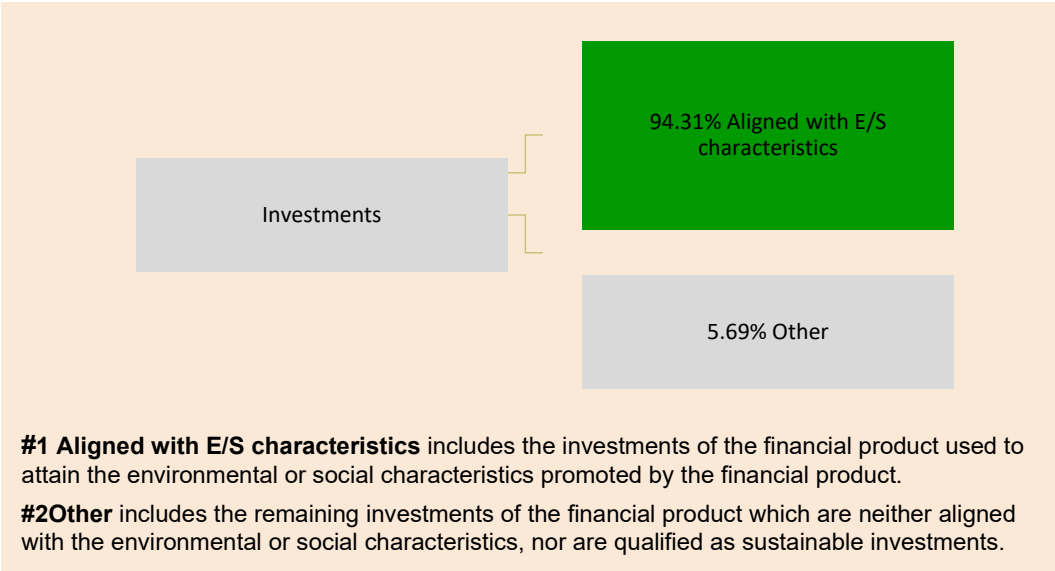 94.31% Aligned with E/S
characteristics
Investments
5.69% Other
#1 Aligned with E/S characteristics includes the investments of the financial product used to
attain the environmental or social characteristics promoted by the financial product.
#2Other includes the remaining investments of the financial product which are neither aligned
with the environmental or social characteristics, nor are qualified as sustainable investments.